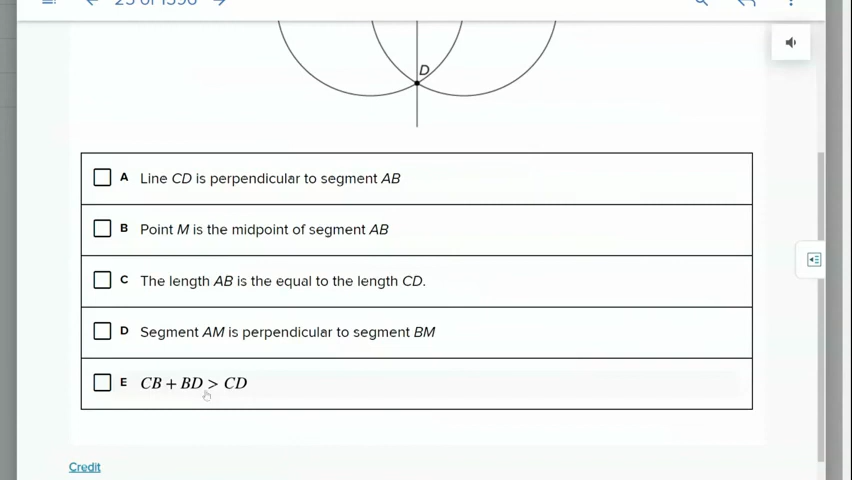 D
A Line CD is perpendicular to segment AB
B Point M is the midpoint of segment AB
C The length AB is the equal to the length CD.
D Segment AM is perpendicular to segment BM
E CB + BD > CD
Credit